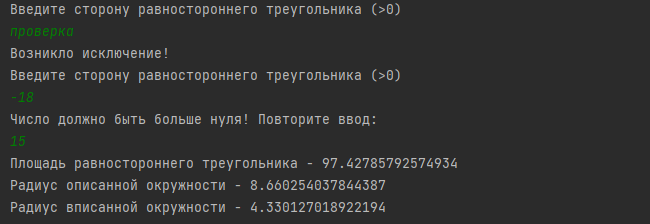 Введите сторону равностороннего треугольника (>0)
проверка
Возникло исключение!
Введите сторону равностороннего треугольника (>0)
-18
Число должно быть больше нуля! Повторите ввод:
15
Площадь равностороннего треугольника - 97.42785792574934
Радиус описанной окружности - 8.660254037844387
Радиус вписанной окружности - 4.330127018922194